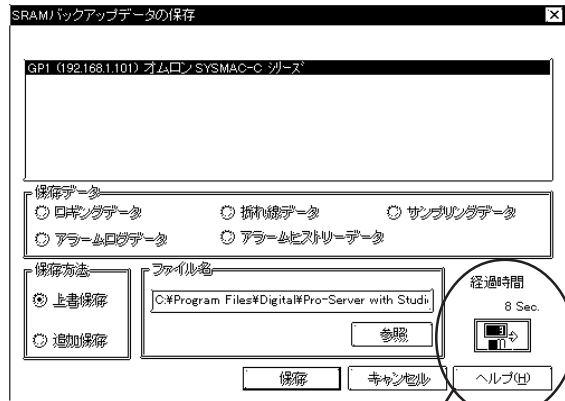 SRAMバックアップデータの保存
GP1 (192.168.1.101) オムロン SYSMAC-C シリーズ
保存データ
ロギングデータ 折れ線データ サンプリングデータ
アラームログデータ アラームヒストリーデータ
保存方法
上書保存
追加保存
ファイル名
C:¥Program Files¥Digital¥Pro-Server with Studi
参照
経過時間
8 Sec.
保存 キャンセル ヘルプ(H)